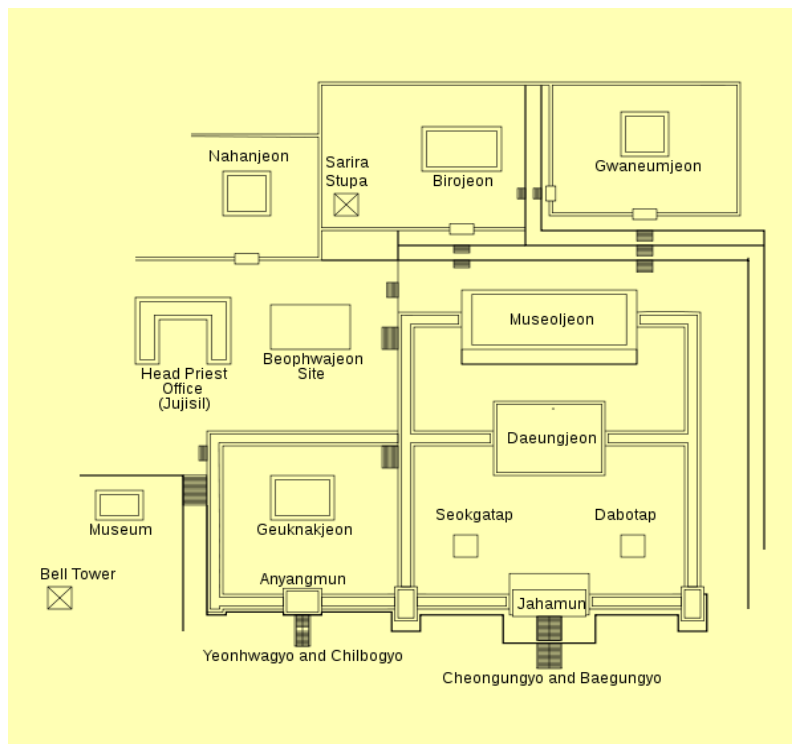 Nahanjeon
Sarira
Stupa
Birojeon
Gwaneumjeon
Museoljeon
Head Priest
Office
(Jujisil)
Beophwajeon
Site
Daeungjeon
Museum
Geuknakjeon
Seokgatap
Dabotap
Bell Tower
Anyangmun
Jahamun
Yeonhwagyo and Chilbogyo
Cheongungyo and Baegungyo